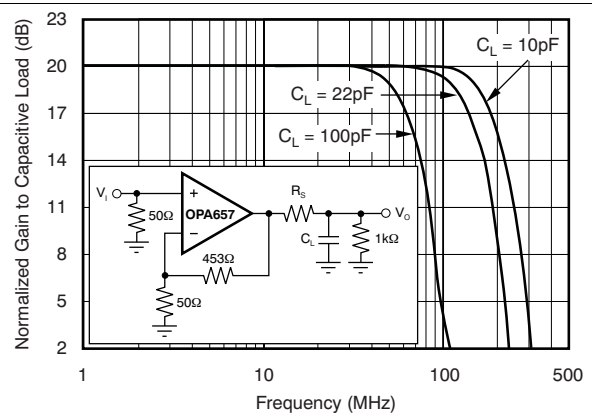 Normalized Gain to Capacitive Load (dB)
23
20
17
14
11
8
5
2
C_L = 10pF
C_L = 22pF
C_L = 100pF
V_I
+
OPA657
−
50Ω
453Ω
50Ω
R_S
C_L
1kΩ
V_O
1
10
100
500
Frequency (MHz)